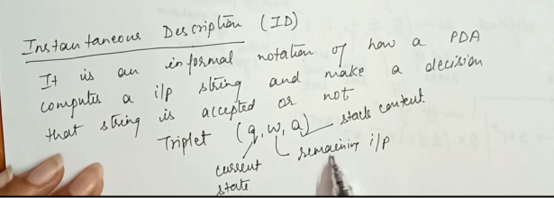 Instantaneous Description (ID)
It is an informal notation of how a PDA
computes a i/p string and make a decision
that string is accepted or not
Triplet (q, w, a) stack content.
current state
remaining i/p